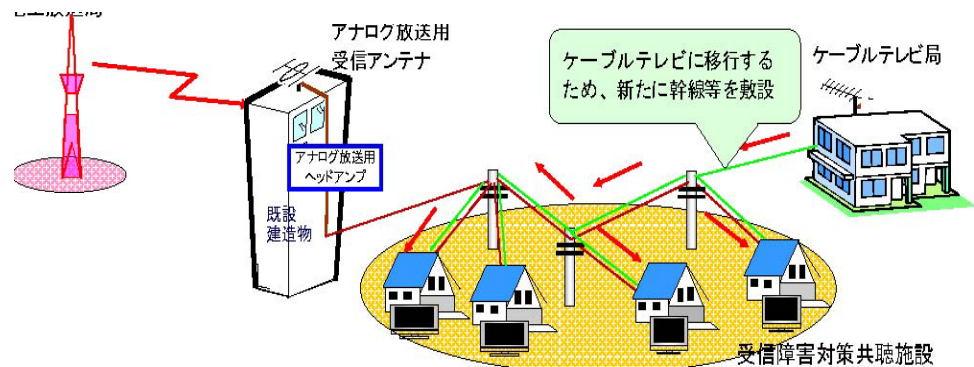 アナログ放送用
受信アンテナ
ケーブルテレビに移行する
ため、新たに幹線等を敷設
ケーブルテレビ局
アナログ放送用
ヘッドアンプ
既設
建造物
受信障害対策共聴施設